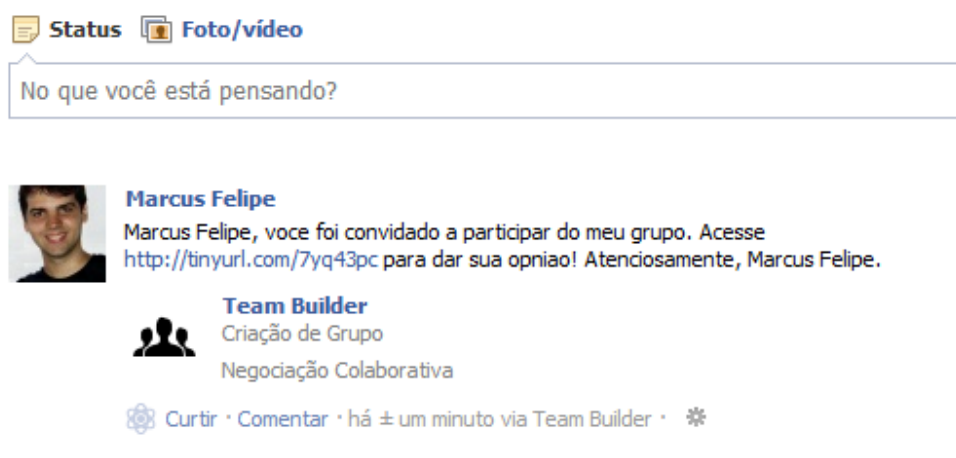 Status Foto/vídeo
No que você está pensando?
Marcus Felipe
Marcus Felipe, voce foi convidado a participar do meu grupo. Acesse
http://tinyurl.com/7yq43pc para dar sua opniao! Atenciosamente, Marcus Felipe.
Team Builder
Criação de Grupo
Negociação Colaborativa
Curtir · Comentar · há ± um minuto via Team Builder ·